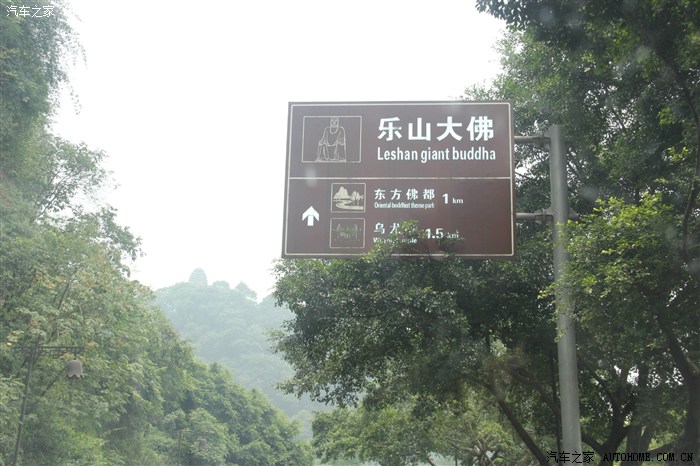 汽车之家
乐山大佛
Leshan giant buddha
东方佛都 1 km
Oriental buddhist theme park
乌尤 1.5 km
汽车之家 WWW.AUTOHOME.COM.CN